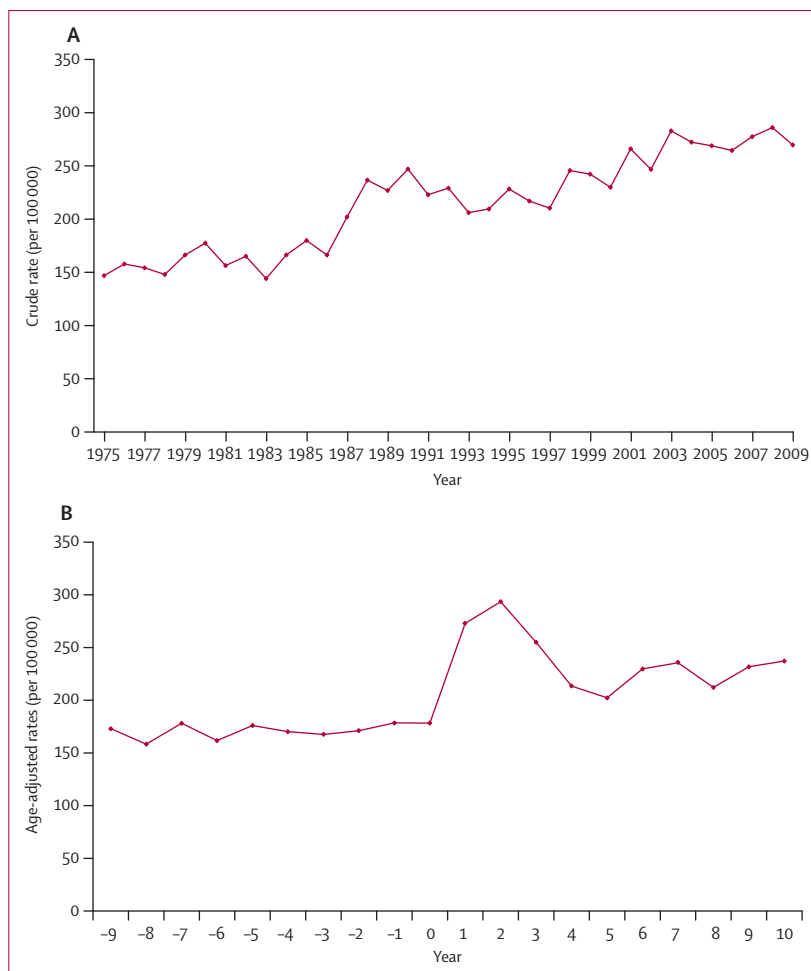 A
350
300
250
200
150
100
50
0
Crude rate (per 100 000)
1975 1977 1979 1981 1983 1985 1987 1989 1991 1993 1995 1997 1999 2001 2003 2005 2007 2009
Year
B
350
300
250
200
150
100
50
0
Age-adjusted rates (per 100 000)
–9 –8 –7 –6 –5 –4 –3 –2 –1 0 1 2 3 4 5 6 7 8 9 10
Year